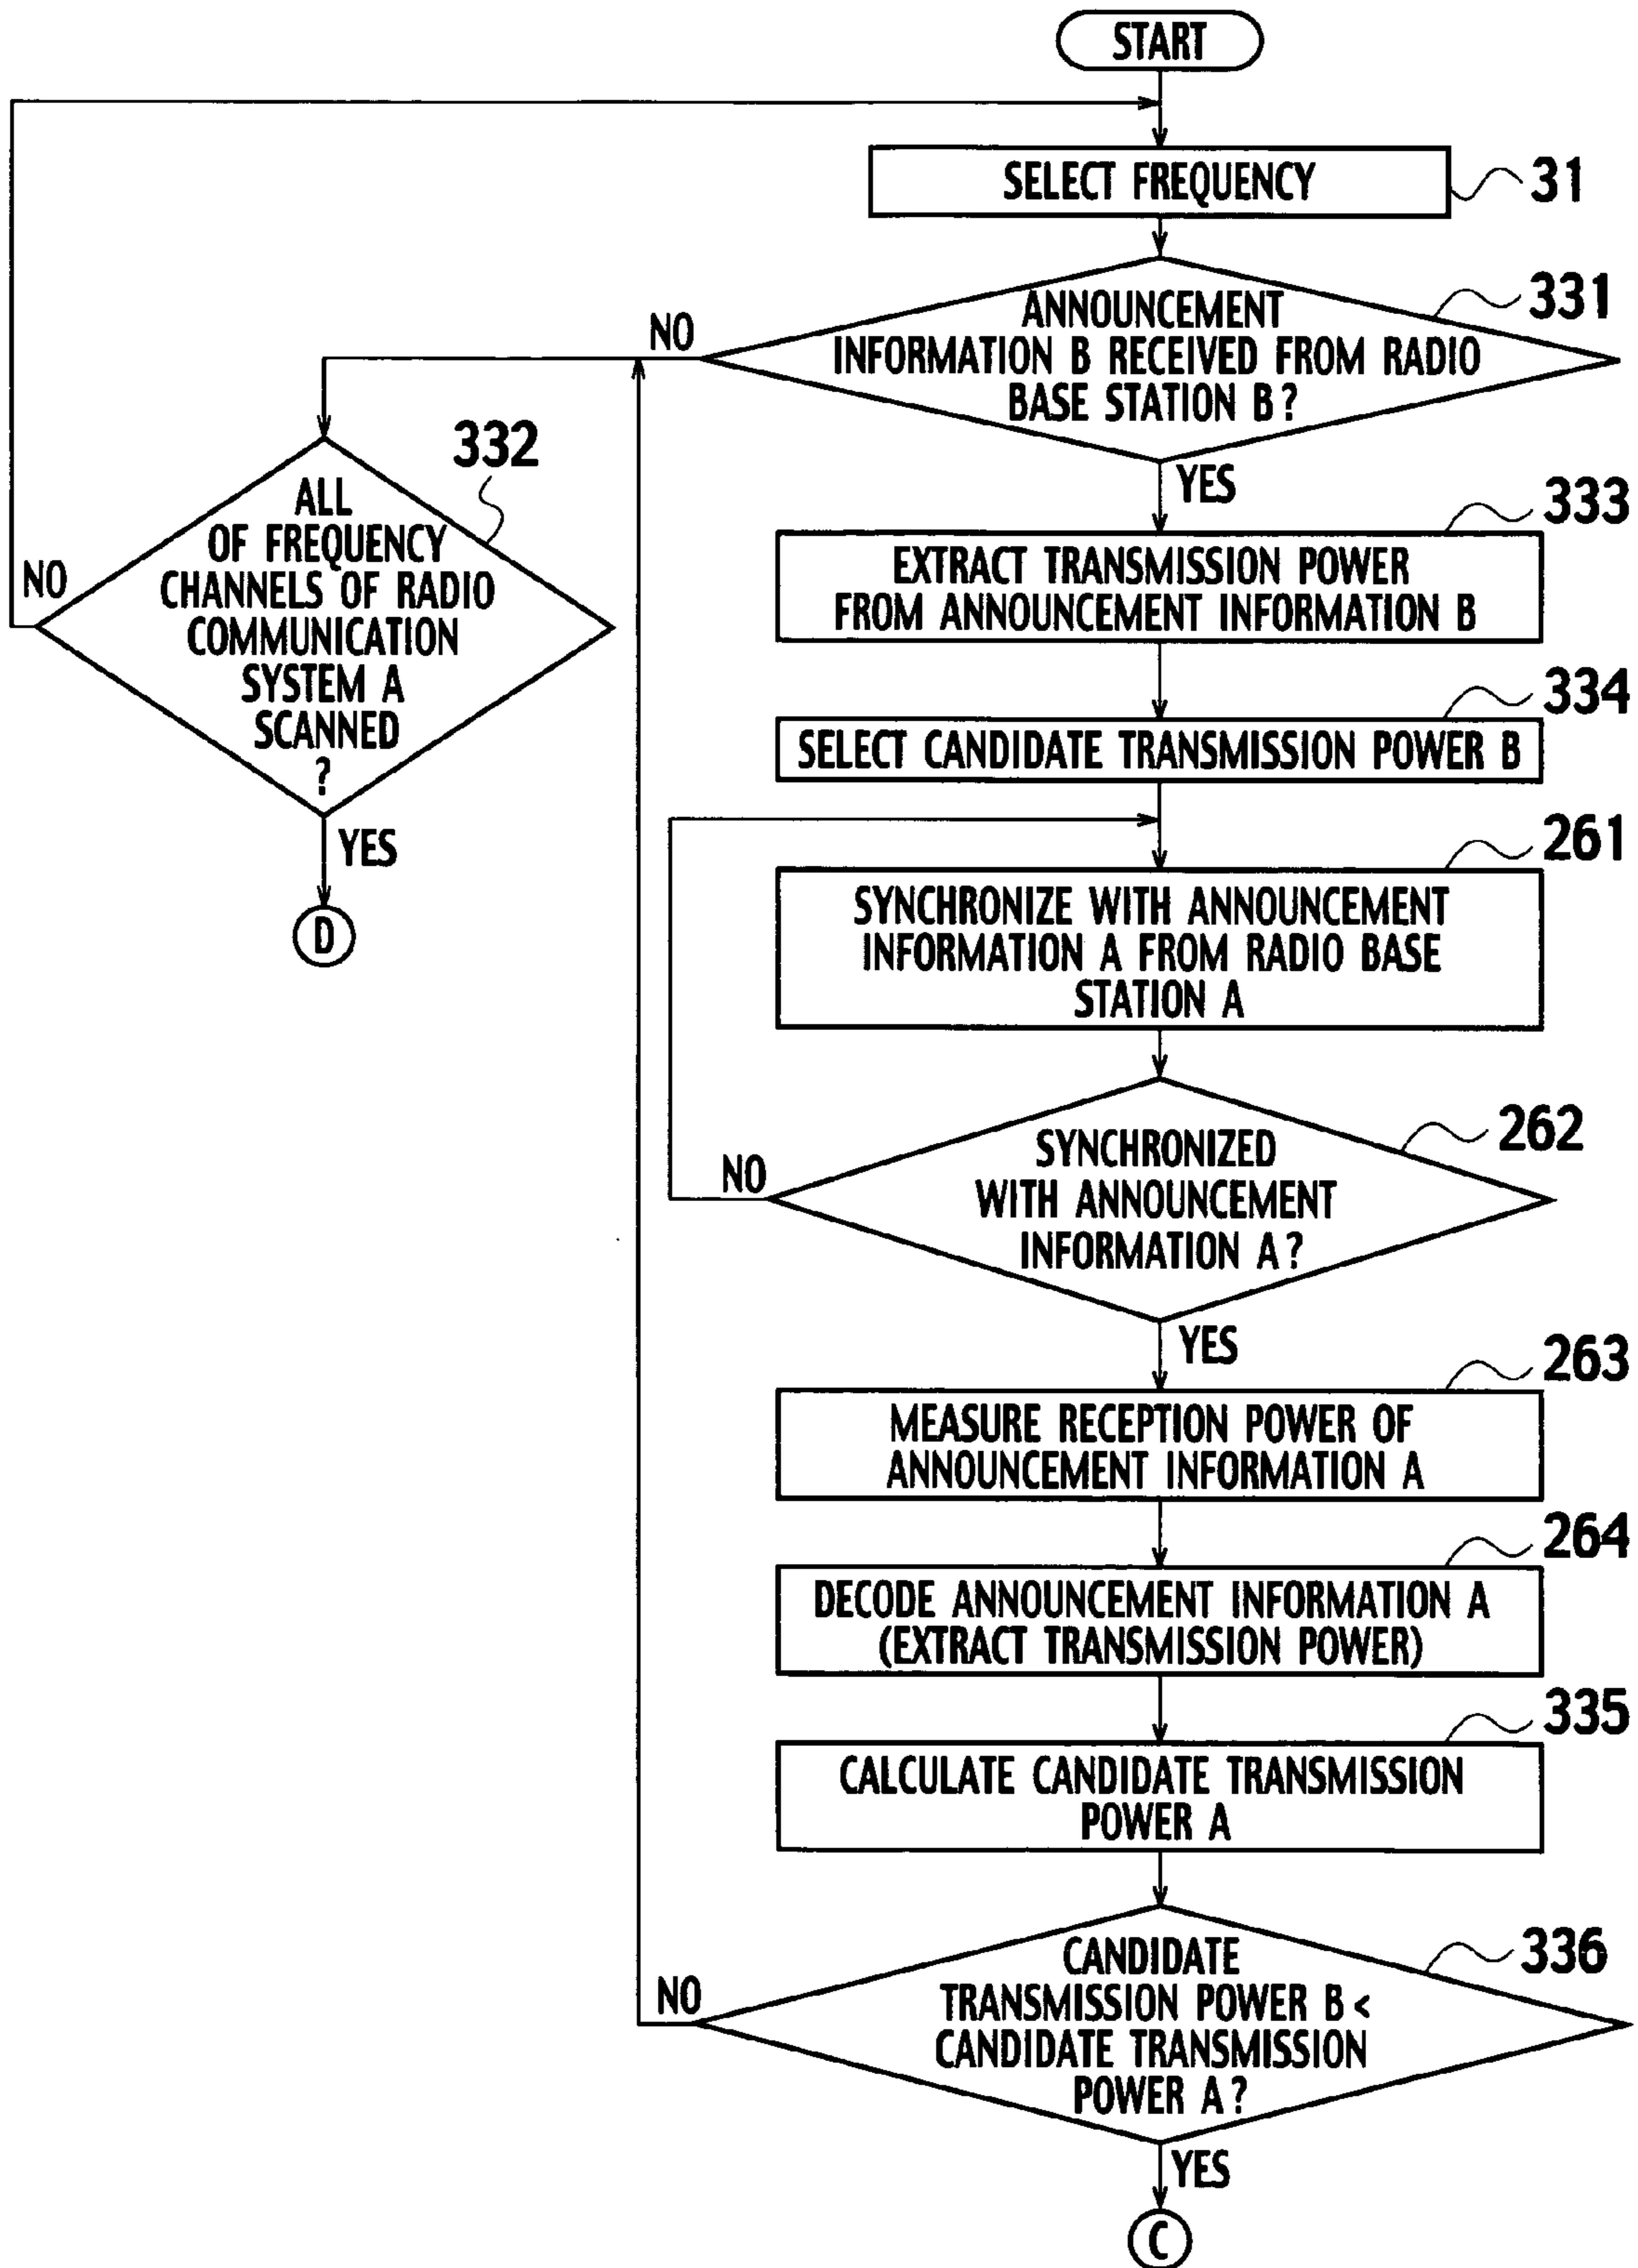 START
SELECT FREQUENCY
31
ANNOUNCEMENT
INFORMATION B RECEIVED FROM RADIO
BASE STATION B?
331
NO
YES
ALL
OF FREQUENCY
CHANNELS OF RADIO
COMMUNICATION
SYSTEM A
SCANNED
?
332
NO
YES
D
EXTRACT TRANSMISSION POWER
FROM ANNOUNCEMENT INFORMATION B
333
SELECT CANDIDATE TRANSMISSION POWER B
334
SYNCHRONIZE WITH ANNOUNCEMENT
INFORMATION A FROM RADIO BASE
STATION A
261
SYNCHRONIZED
WITH ANNOUNCEMENT
INFORMATION A?
262
NO
YES
MEASURE RECEPTION POWER OF
ANNOUNCEMENT INFORMATION A
263
DECODE ANNOUNCEMENT INFORMATION A
(EXTRACT TRANSMISSION POWER)
264
CALCULATE CANDIDATE TRANSMISSION
POWER A
335
CANDIDATE
TRANSMISSION POWER B <
CANDIDATE TRANSMISSION
POWER A?
336
NO
YES
C